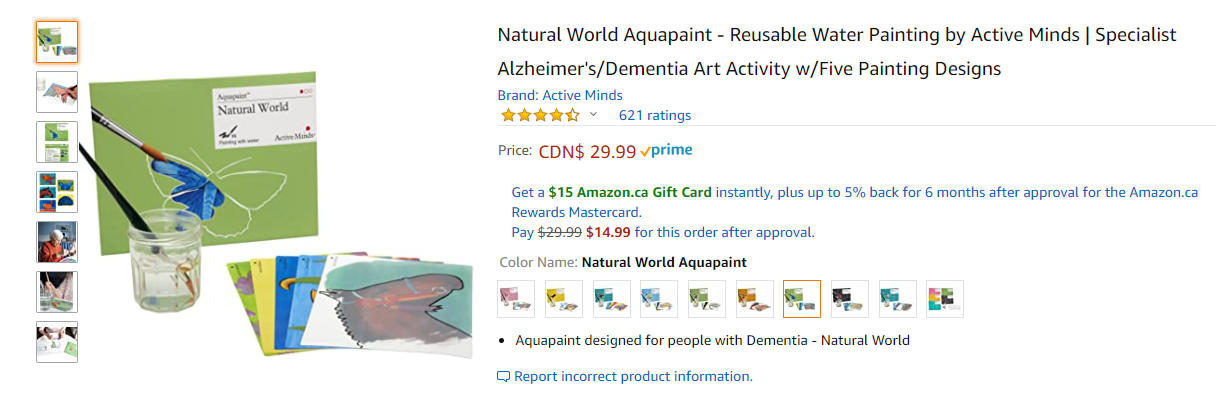 Natural World Aquapaint - Reusable Water Painting by Active Minds | Specialist
Alzheimer's/Dementia Art Activity w/Five Painting Designs
Brand: Active Minds
621 ratings
Price: CDN$ 29.99 prime
Get a $15 Amazon.ca Gift Card instantly, plus up to 5% back for 6 months after approval for the Amazon.ca
Rewards Mastercard.
Pay $29.99 $14.99 for this order after approval.
Color Name: Natural World Aquapaint
• Aquapaint designed for people with Dementia - Natural World
Report incorrect product information.
Aquapaint™
Natural World
Painting with water
Active Minds